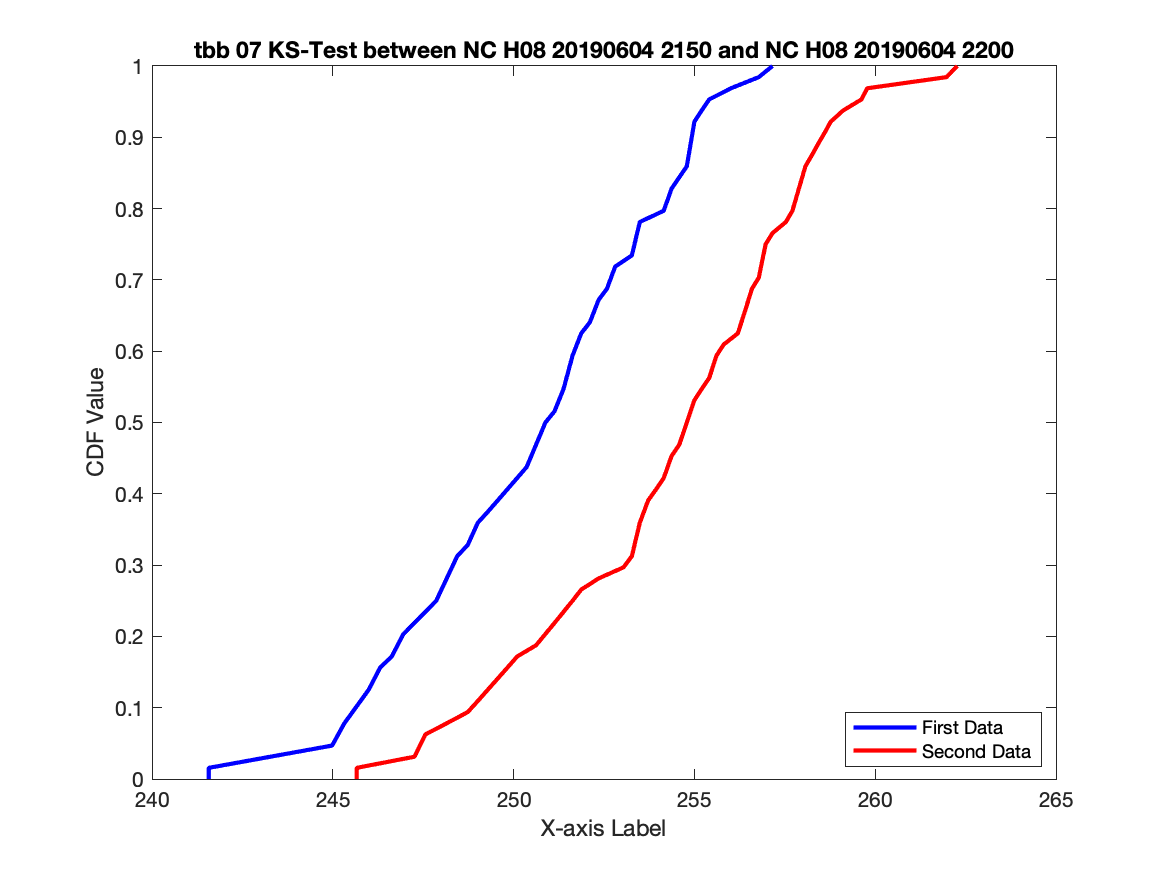 tbb 07 KS-Test between NC H08 20190604 2150 and NC H08 20190604 2200
1
0.9
0.8
0.7
0.6
0.5
0.4
0.3
0.2
0.1
0
CDF Value
240 245 250 255 260 265
X-axis Label
First Data
Second Data